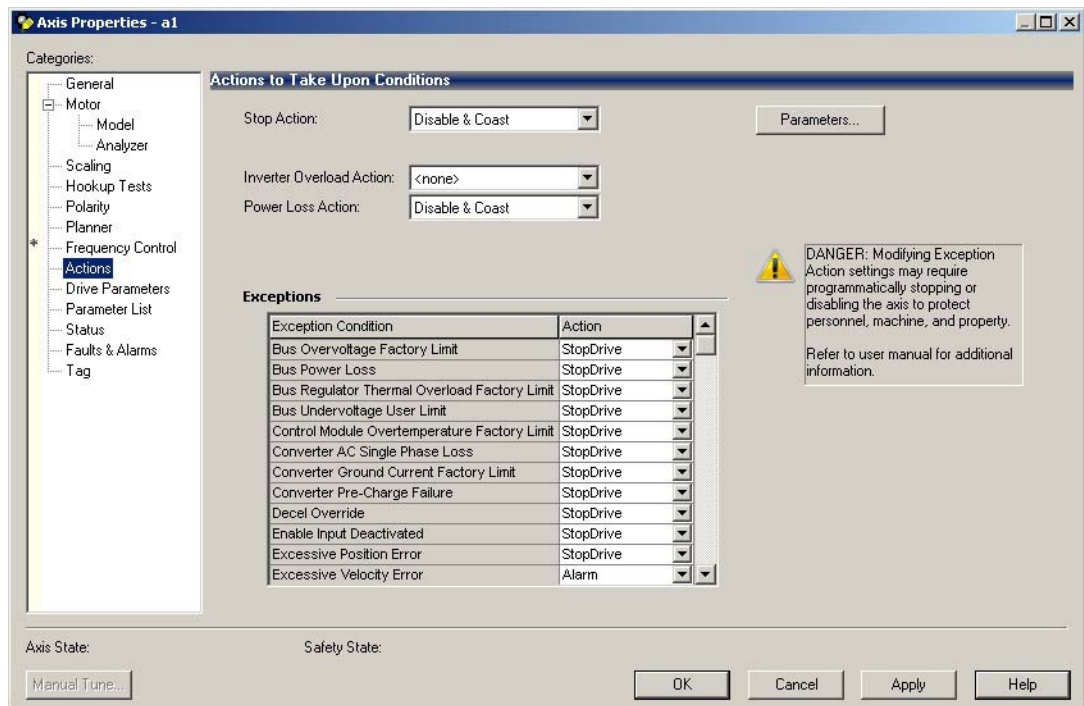 Axis Properties - a1
Categories:
General
Motor
Model
Analyzer
Scaling
Hookup Tests
Polarity
Planner
* Frequency Control
Actions
Drive Parameters
Parameter List
Status
Faults & Alarms
Tag
Actions to Take Upon Conditions
Stop Action: Disable & Coast
Parameters...
Inverter Overload Action: <none>
Power Loss Action: Disable & Coast
DANGER: Modifying Exception
Action settings may require
programmatically stopping or
disabling the axis to protect
personnel, machine, and property.
Refer to user manual for additional
information.
Exceptions
Exception Condition Action
Bus Overvoltage Factory Limit StopDrive
Bus Power Loss StopDrive
Bus Regulator Thermal Overload Factory Limit StopDrive
Bus Undervoltage User Limit StopDrive
Control Module Overtemperature Factory Limit StopDrive
Converter AC Single Phase Loss StopDrive
Converter Ground Current Factory Limit StopDrive
Converter Pre-Charge Failure StopDrive
Decel Override StopDrive
Enable Input Deactivated StopDrive
Excessive Position Error StopDrive
Excessive Velocity Error Alarm
Axis State: Safety State:
Manual Tune... OK Cancel Apply Help